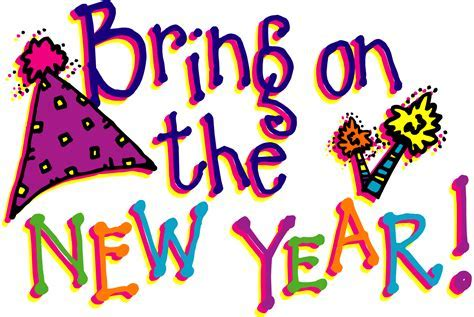 Bring on
the
NEW YEAR!